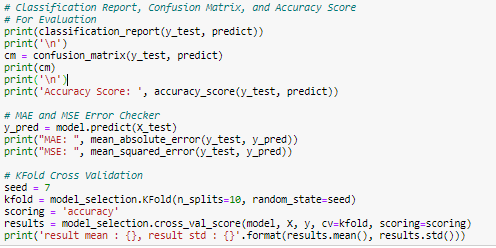 # Classification Report, Confusion Matrix, and Accuracy Score
# For Evaluation
print(classification_report(y_test, predict))
print('\n')
cm = confusion_matrix(y_test, predict)
print(cm)
print('\n')
print('Accuracy Score: ', accuracy_score(y_test, predict))
# MAE and MSE Error Checker
y_pred = model.predict(X_test)
print("MAE: ", mean_absolute_error(y_test, y_pred))
print("MSE: ", mean_squared_error(y_test, y_pred))
# KFold Cross Validation
seed = 7
kfold = model_selection.KFold(n_splits=10, random_state=seed)
scoring = 'accuracy'
results = model_selection.cross_val_score(model, X, y, cv=kfold, scoring=scoring)
print('result mean : {}, result std : {}'.format(results.mean(), results.std()))